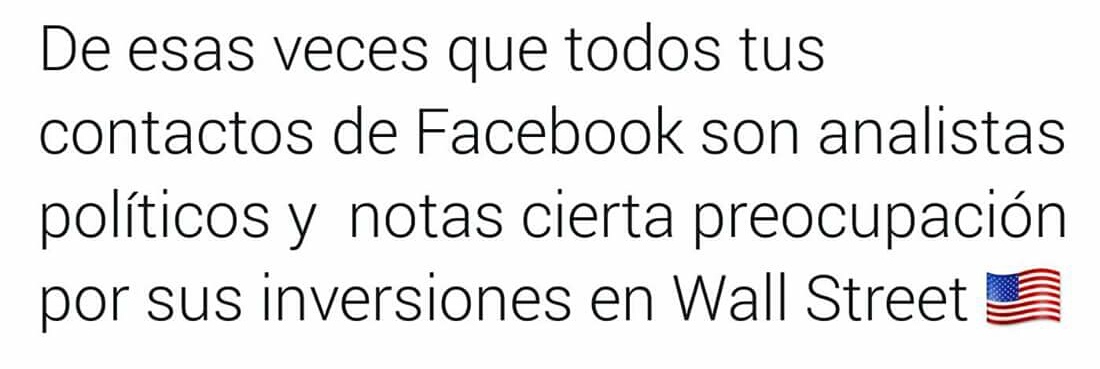 De esas veces que todos tus
contactos de Facebook son analistas
políticos y  notas cierta preocupación
por sus inversiones en Wall Street 🇺🇸